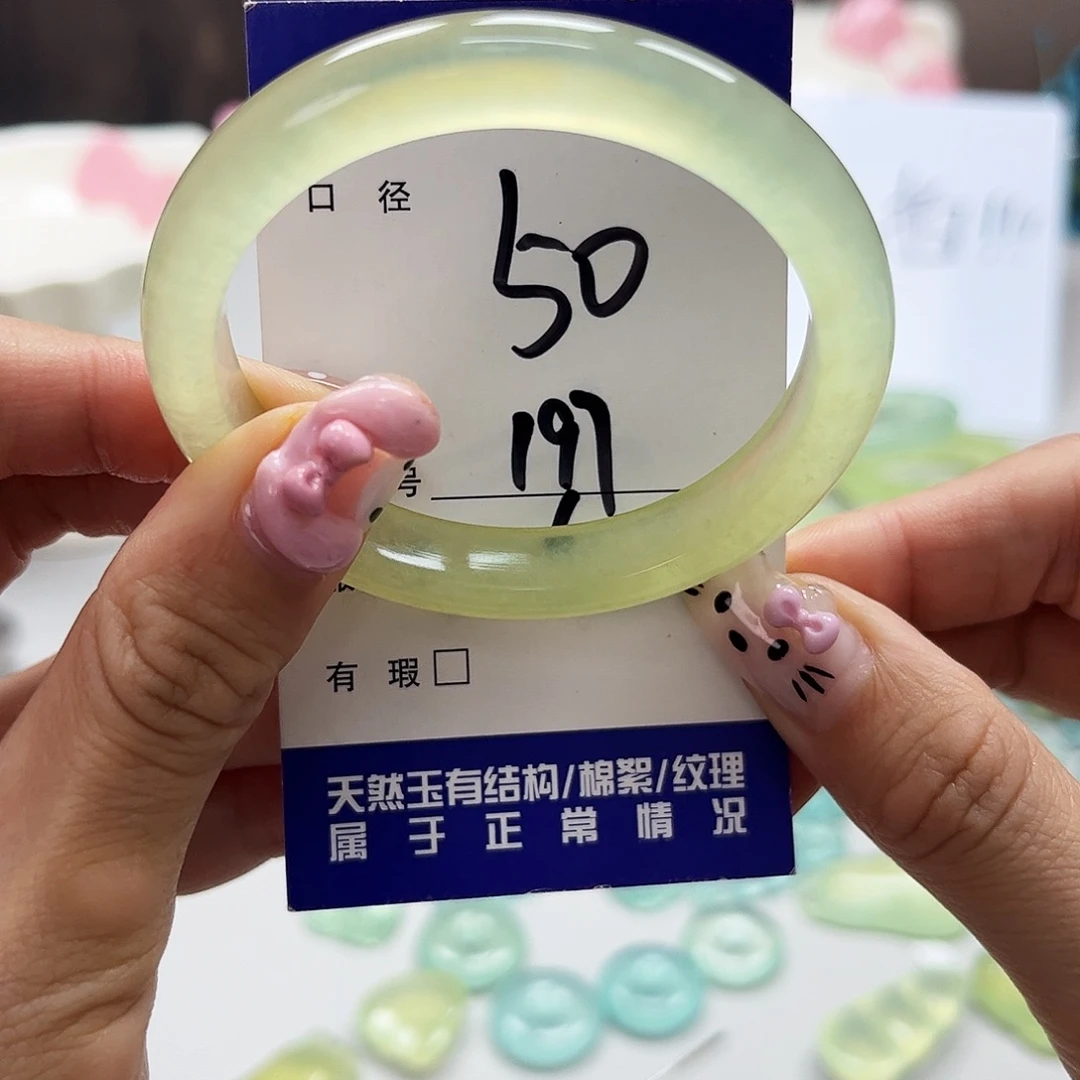 口径 50
号 197
有瑕□
天然玉有结构/棉絮/纹理
属于正常情况